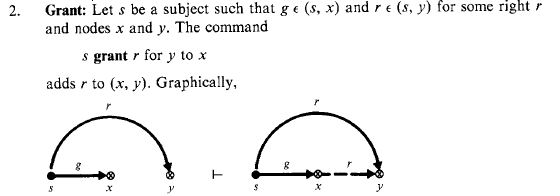 2. Grant: Let s be a subject such that g ϵ (s, x) and r ϵ (s, y) for some right r
and nodes x and y. The command
s grant r for y to x
adds r to (x, y). Graphically,
r r
g ⊢ g r
s x y s x y